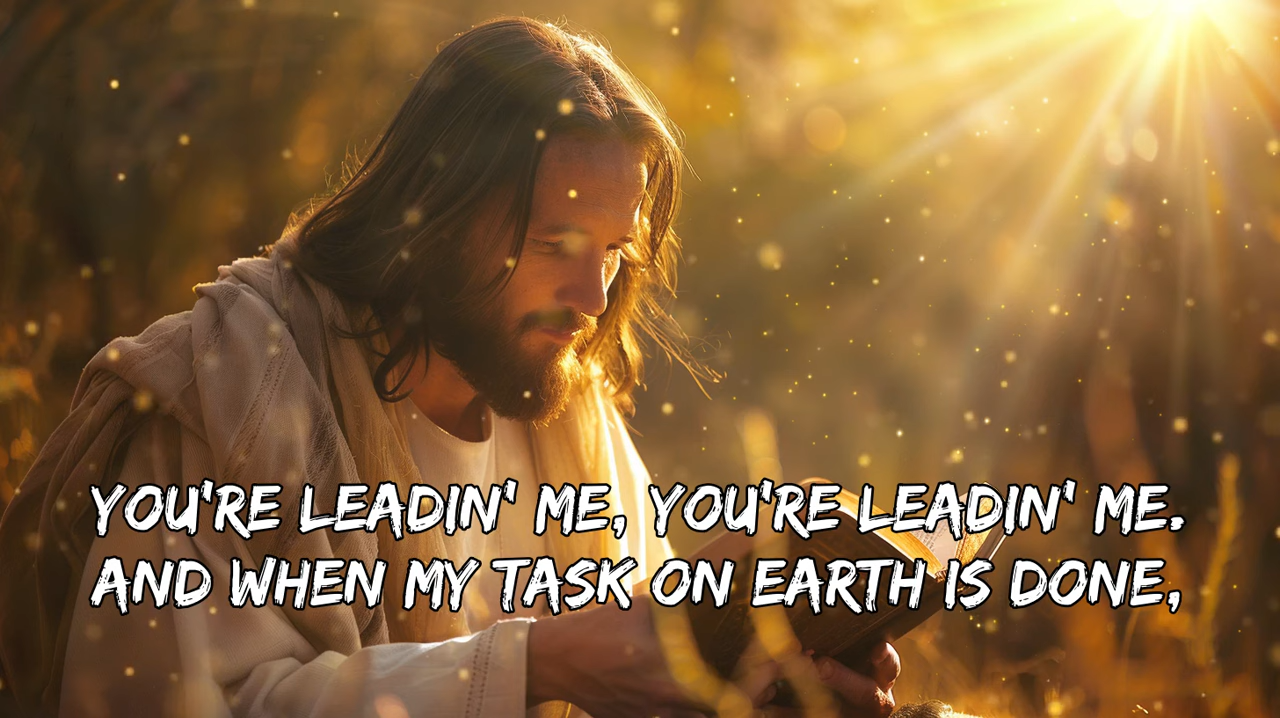 YOU'RE LEADIN' ME, YOU'RE LEADIN' ME.
AND WHEN MY TASK ON EARTH IS DONE,